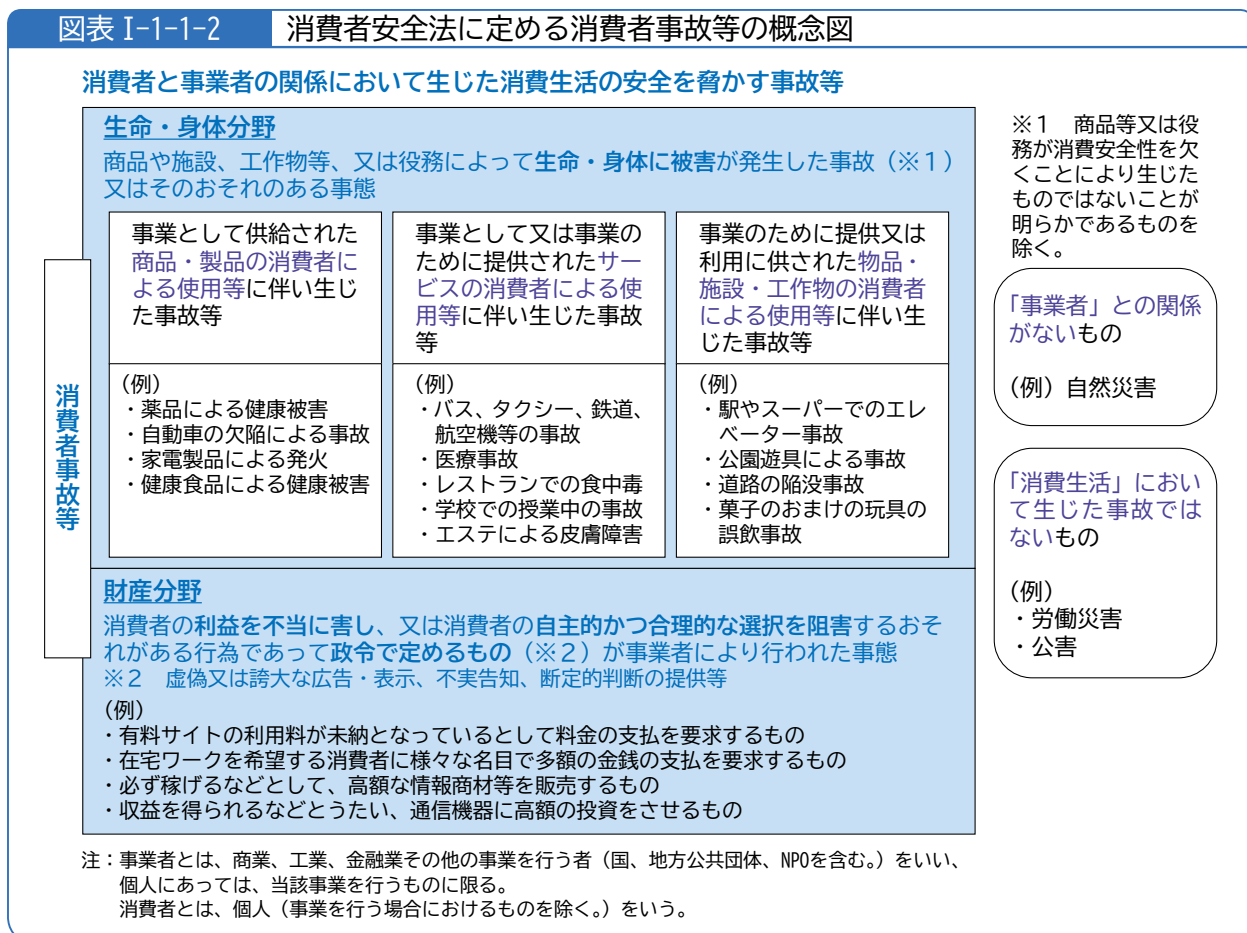 図表 I-1-1-2 消費者安全法に定める消費者事故等の概念図
消費者と事業者の関係において生じた消費生活の安全を脅かす事故等
消費者事故等
生命・身体分野
商品や施設、工作物等、又は役務によって生命・身体に被害が発生した事故（※１）
又はそのおそれのある事態
事業として供給された
商品・製品の消費者に
よる使用等に伴い生じ
た事故等
（例）
・薬品による健康被害
・自動車の欠陥による事故
・家電製品による発火
・健康食品による健康被害
事業として又は事業の
ために提供されたサー
ビスの消費者による使
用等に伴い生じた事故
等
（例）
・バス、タクシー、鉄道、
航空機等の事故
・医療事故
・レストランでの食中毒
・学校での授業中の事故
・エステによる皮膚障害
事業のために提供又は
利用に供された物品・
施設・工作物の消費者
による使用等に伴い生
じた事故等
（例）
・駅やスーパーでのエレ
ベーター事故
・公園遊具による事故
・道路の陥没事故
・菓子のおまけの玩具の
誤飲事故
財産分野
消費者の利益を不当に害し、又は消費者の自主的かつ合理的な選択を阻害するおそ
れがある行為であって政令で定めるもの（※２）が事業者により行われた事態
※２　虚偽又は誇大な広告・表示、不実告知、断定的判断の提供等
（例）
・有料サイトの利用料が未納となっているとして料金の支払を要求するもの
・在宅ワークを希望する消費者に様々な名目で多額の金銭の支払を要求するもの
・必ず稼げるなどとして、高額な情報商材等を販売するもの
・収益を得られるなどとうたい、通信機器に高額の投資をさせるもの
※１　商品等又は役
務が消費安全性を欠
くことにより生じた
ものではないことが
明らかであるものを
除く。
「事業者」との関係
がないもの
（例）自然災害
「消費生活」におい
て生じた事故では
ないもの
（例）
・労働災害
・公害
注：事業者とは、商業、工業、金融業その他の事業を行う者（国、地方公共団体、NPOを含む。）をいい、
個人にあっては、当該事業を行うものに限る。
消費者とは、個人（事業を行う場合におけるものを除く。）をいう。